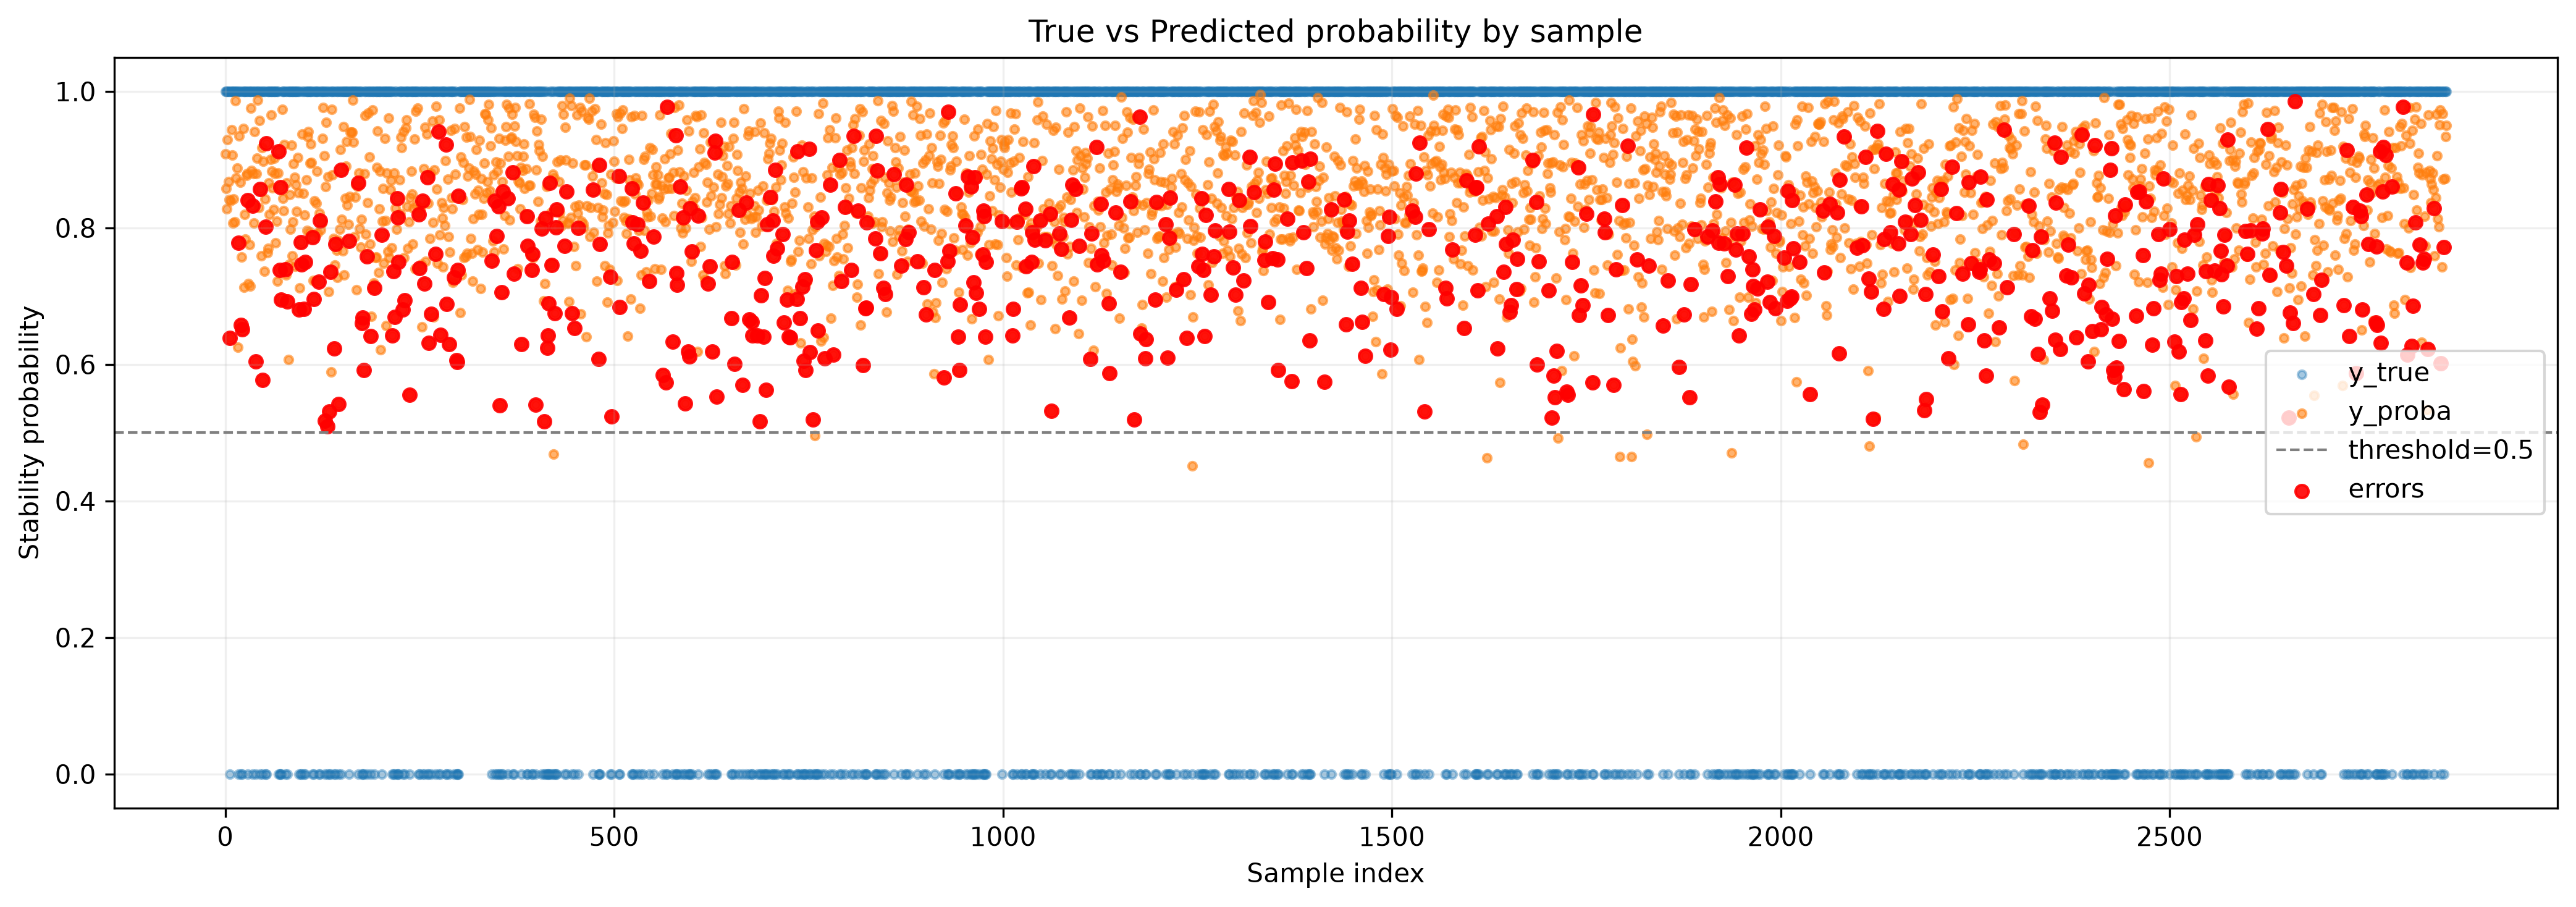 True vs Predicted probability by sample
Stability probability
1.0
0.8
0.6
0.4
0.2
0.0
y_true
y_proba
threshold=0.5
errors
0
500
1000
1500
2000
2500
Sample index